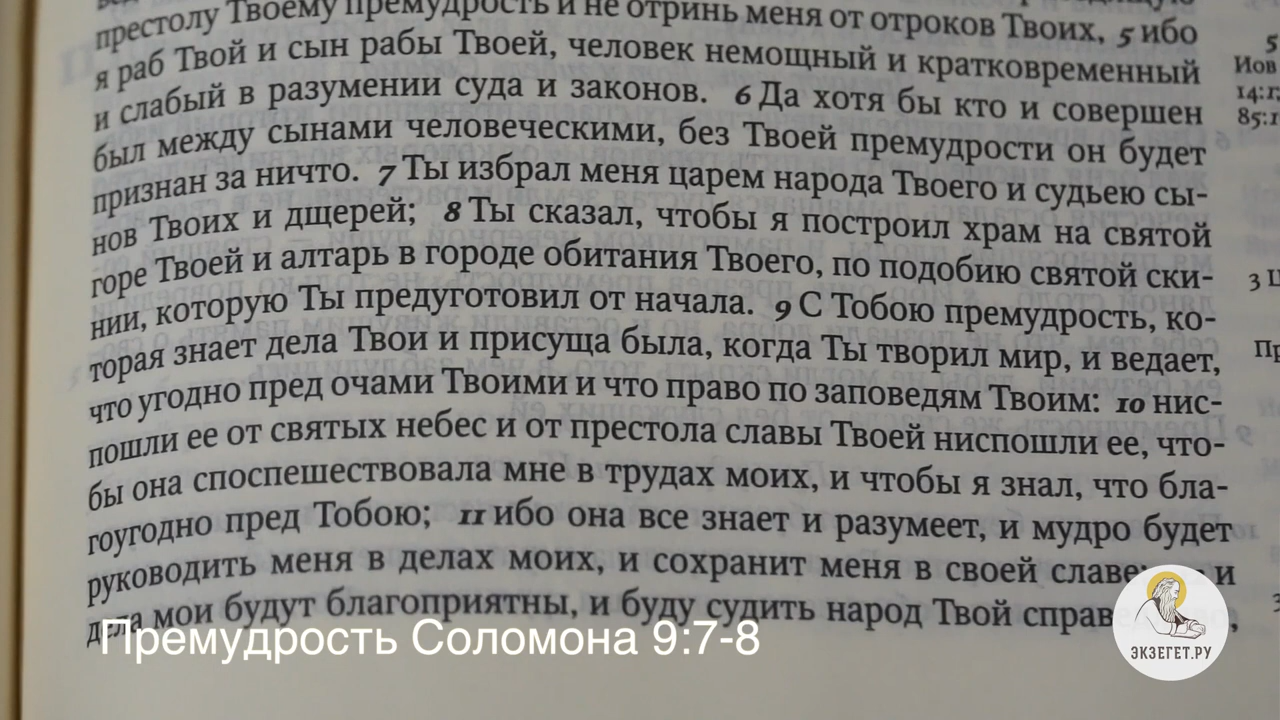 престолу Твоему премудрость и не отринь меня от отроков Твоих, 5 ибо
я раб Твой и сын рабы Твоей, человек немощный и кратковременный
и слабый в разумении суда и законов. 6 Да хотя бы кто и совершен
был между сынами человеческими, без Твоей премудрости он будет
признан за ничто. 7 Ты избрал меня царем народа Твоего и судьею сы-
нов Твоих и дщерей; 8 Ты сказал, чтобы я построил храм на святой
горе Твоей и алтарь в городе обитания Твоего, по подобию святой ски-
нии, которую Ты предуготовил от начала. 9 С Тобою премудрость, ко-
торая знает дела Твои и присуща была, когда Ты творил мир, и ведает,
что угодно пред очами Твоими и что право по заповедям Твоим: 10 нис-
пошли ее от святых небес и от престола славы Твоей ниспошли ее, что-
бы она споспешествовала мне в трудах моих, и чтобы я знал, что бла-
гоугодно пред Тобою; 11 ибо она все знает и разумеет, и мудро будет
руководить меня в делах моих, и сохранит меня в своей славе; и
дела мои будут благоприятны, и буду судить народ Твой
5
Иов
14:1
85:1
3
Премудрость Соломона 9:7-8
ЭКЗЕГЕТ.РУ